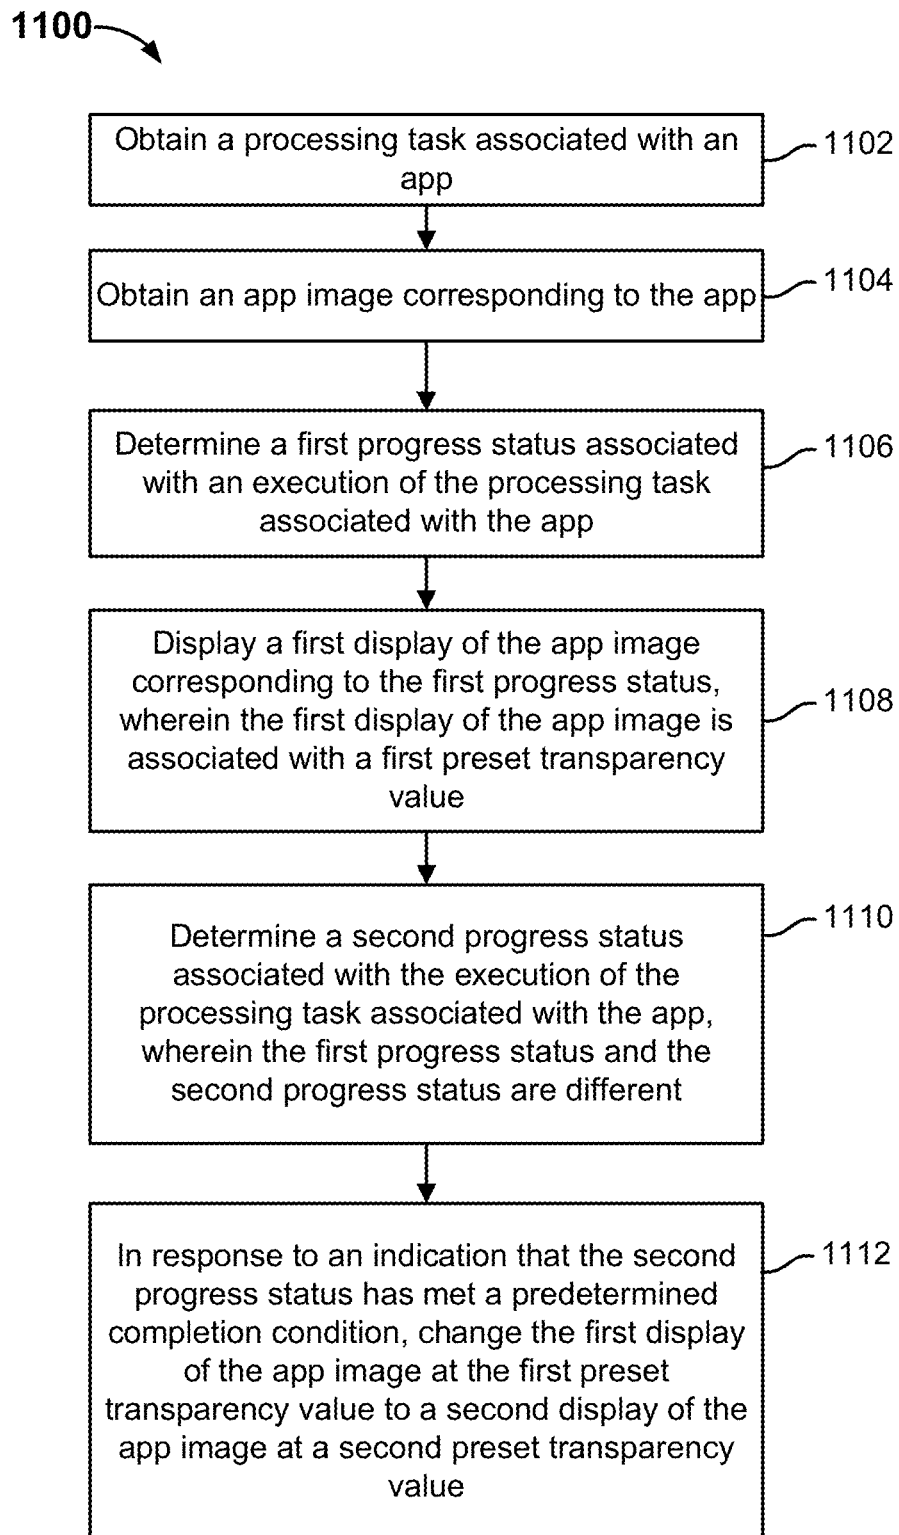 1100
Obtain a processing task associated with an
app
1102
Obtain an app image corresponding to the app
1104
Determine a first progress status associated
with an execution of the processing task
associated with the app
1106
Display a first display of the app image
corresponding to the first progress status,
wherein the first display of the app image is
associated with a first preset transparency
value
1108
Determine a second progress status
associated with the execution of the
processing task associated with the app,
wherein the first progress status and the
second progress status are different
1110
In response to an indication that the second
progress status has met a predetermined
completion condition, change the first display
of the app image at the first preset
transparency value to a second display of the
app image at a second preset transparency
value
1112